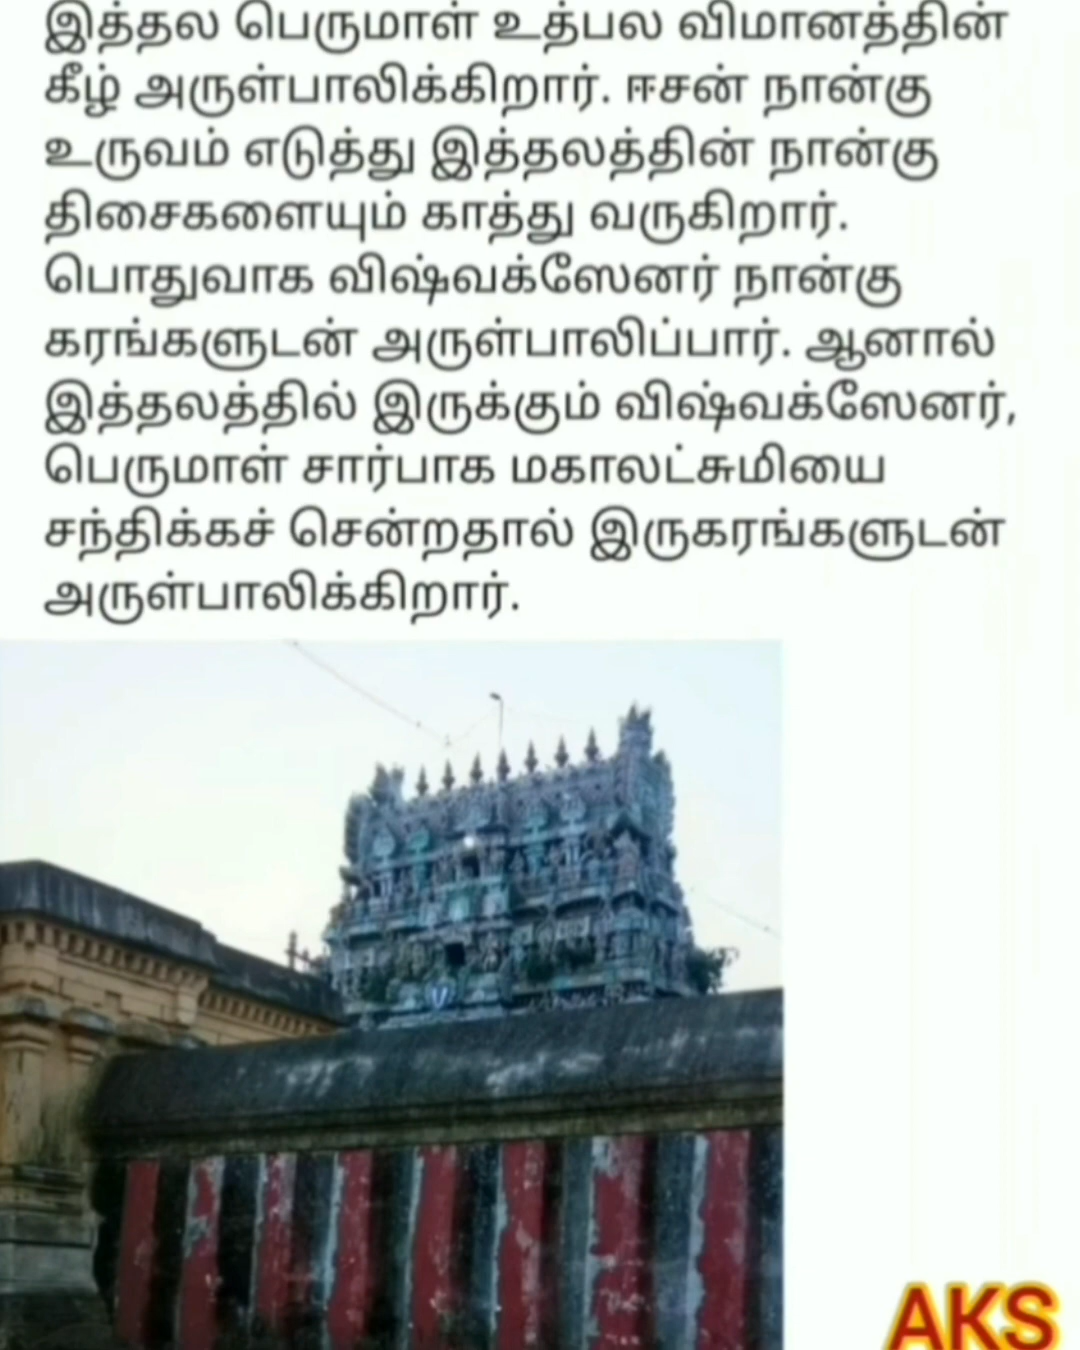 இத்தல பெருமாள் உத்பல விமானத்தின்
கீழ் அருள்பாலிக்கிறார். ஈசன் நான்கு
உருவம் எடுத்து இத்தலத்தின் நான்கு
திசைகளையும் காத்து வருகிறார்.
பொதுவாக விஷ்வக்ஸேனர் நான்கு
கரங்களுடன் அருள்பாலிப்பார். ஆனால்
இத்தலத்தில் இருக்கும் விஷ்வக்ஸேனர்,
பெருமாள் சார்பாக மகாலட்சுமியை
சந்திக்கச் சென்றதால் இருகரங்களுடன்
அருள்பாலிக்கிறார்.
AKS